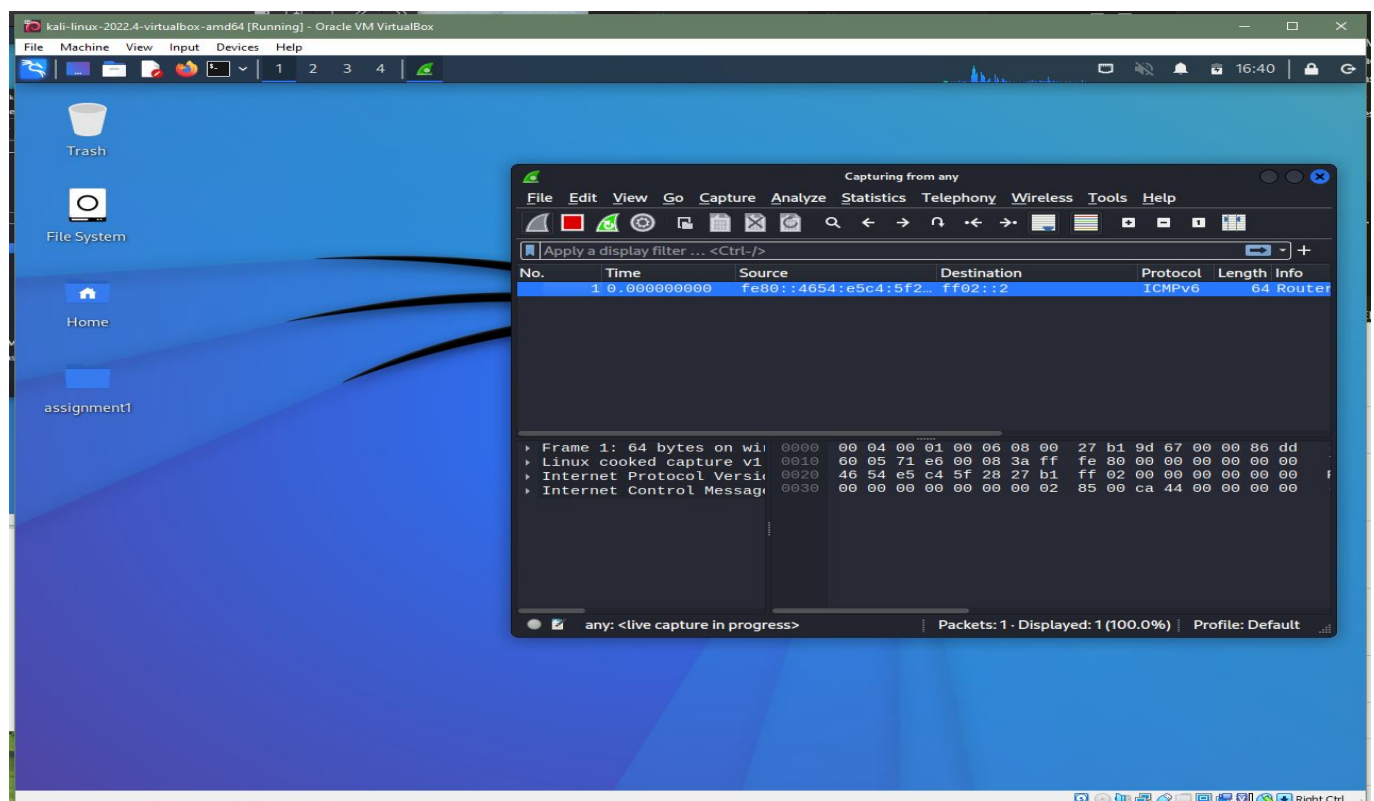 kali-linux-2022.4-virtualbox-amd64 [Running] - Oracle VM VirtualBox
File Machine View Input Devices Help
1 2 3 4 16:40
Trash
File System
Home
assignment1
Capturing from any
File Edit View Go Capture Analyze Statistics Telephony Wireless Tools Help
Apply a display filter … <Ctrl-/>
No. Time Source Destination Protocol Length Info
1 0.000000000 fe80::4654:e5c4:5f2… ff02::2 ICMPv6 64 Router
Frame 1: 64 bytes on wi
Linux cooked capture v1
Internet Protocol Versi
Internet Control Message
0000 00 04 00 01 00 06 08 00 27 b1 9d 67 00 00 86 dd
0010 60 05 71 e6 00 08 3a ff fe 80 00 00 00 00 00 00
0020 46 54 e5 c4 5f 28 27 b1 ff 02 00 00 00 00 00 00
0030 00 00 00 00 00 00 00 02 85 00 ca 44 00 00 00 00
any: <live capture in progress> Packets: 1 · Displayed: 1 (100.0%) Profile: Default
Right Ctrl